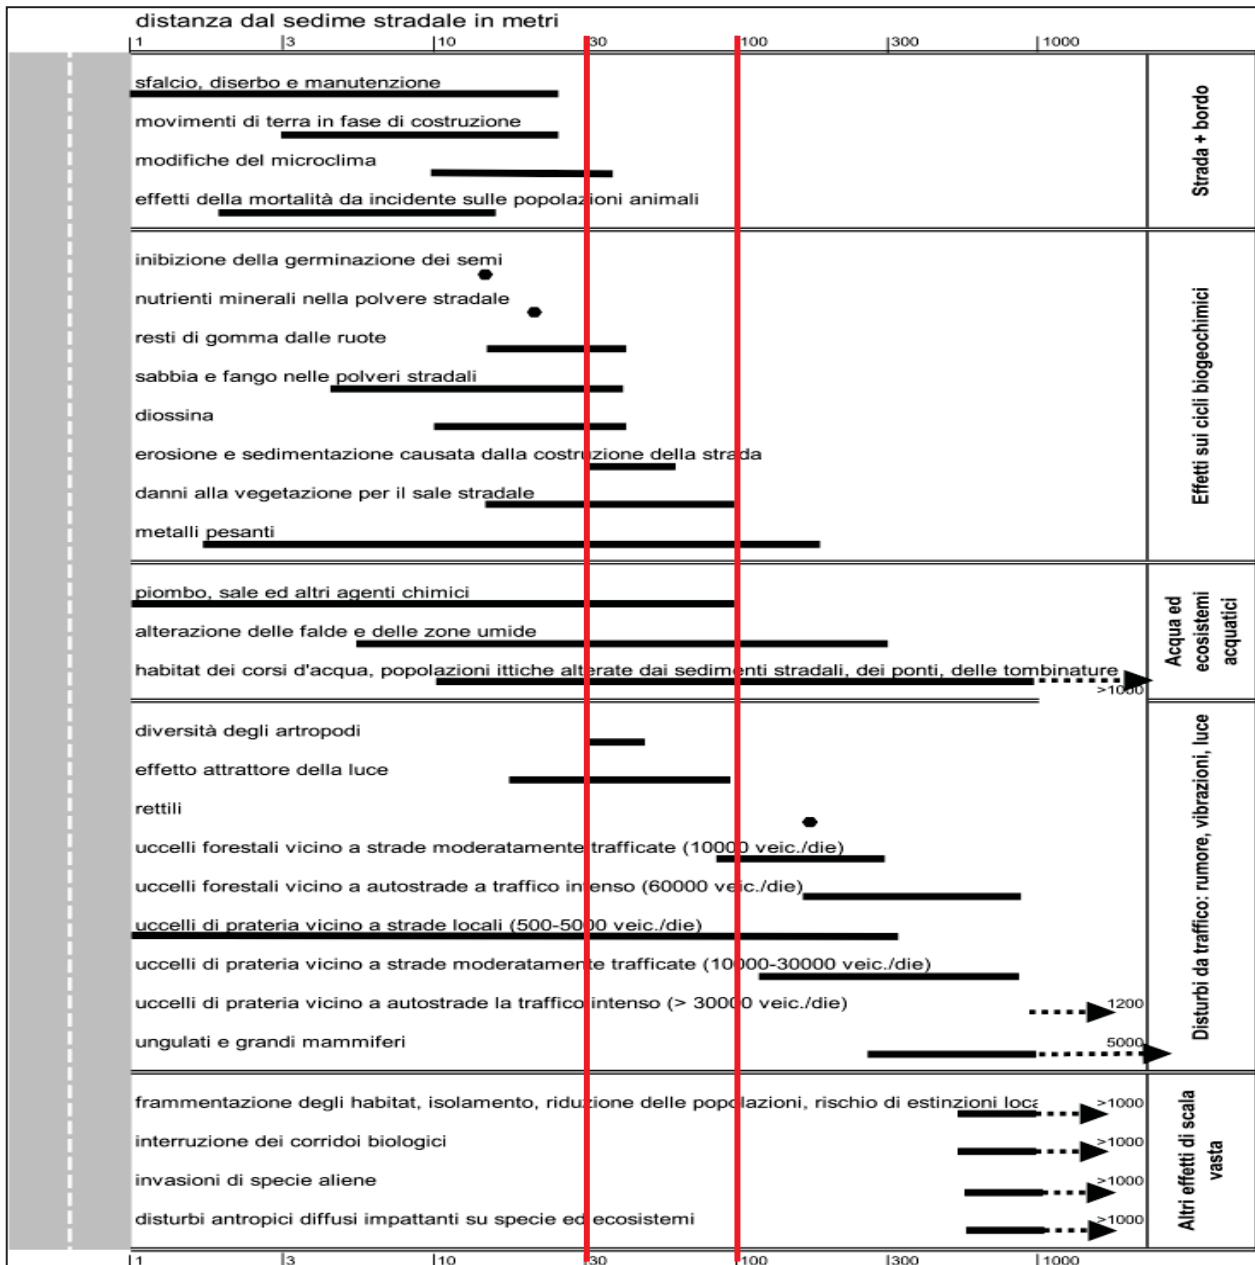 distanza dal sedime stradale in metri
1 3 10 30 100 300 1000
sfalcio, diserbo e manutenzione
movimenti di terra in fase di costruzione
modifiche del microclima
effetti della mortalità da incidente sulle popolazioni animali
Strada + bordo
inibizione della germinazione dei semi
nutrienti minerali nella polvere stradale
resti di gomma dalle ruote
sabbia e fango nelle polveri stradali
diossina
erosione e sedimentazione causata dalla costruzione della strada
danni alla vegetazione per il sale stradale
metalli pesanti
Effetti sui cicli biogeochimici
piombo, sale ed altri agenti chimici
alterazione delle falde e delle zone umide
habitat dei corsi d'acqua, popolazioni ittiche alterate dai sedimenti stradali, dei ponti, delle tombinature
>1000
Acqua ed
ecosistemi
acquatici
diversità degli artropodi
effetto attrattore della luce
rettili
uccelli forestali vicino a strade moderatamente trafficate (10000 veic./die)
uccelli forestali vicino a autostrade a traffico intenso (60000 veic./die)
uccelli di prateria vicino a strade locali (500-5000 veic./die)
uccelli di prateria vicino a strade moderatamente trafficate (10000-30000 veic./die)
uccelli di prateria vicino a autostrade la traffico intenso (> 30000 veic./die)
1200
ungulati e grandi mammiferi
5000
Disturbi da traffico: rumore, vibrazioni, luce
frammentazione degli habitat, isolamento, riduzione delle popolazioni, rischio di estinzioni loca
>1000
interruzione dei corridoi biologici
>1000
invasioni di specie aliene
>1000
disturbi antropici diffusi impattanti su specie ed ecosistemi
>1000
Altri effetti di scala
vasta
1 3 10 30 100 300 1000